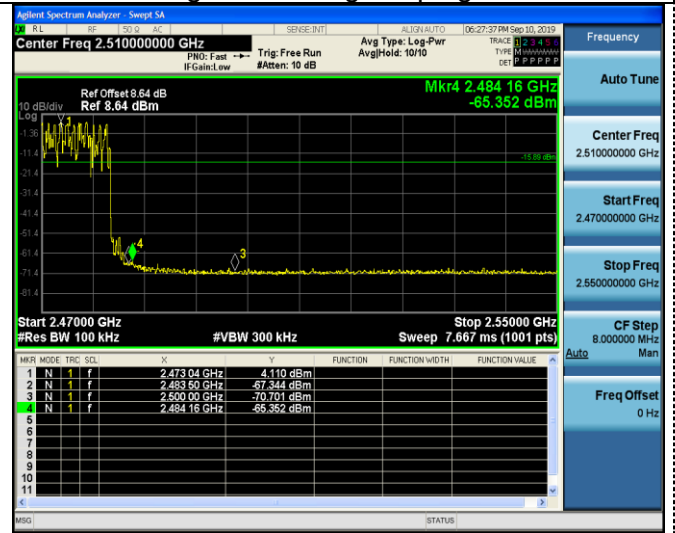 Agilent Spectrum Analyzer - Swept SA
RL RF 50 Ω AC SENSE:INT ALIGN AUTO 06:27:37 PM Sep 10, 2019
Center Freq 2.510000000 GHz
PNO: Fast
IFGain:Low
Trig: Free Run
#Atten: 10 dB
Avg Type: Log-Pwr
Avg|Hold: 10/10
TRACE 1 2 3 4 5 6
TYPE M
DET P P P P P P
Mkr4 2.484 16 GHz
-65.352 dBm
Ref Offset 8.64 dB
10 dB/div Ref 8.64 dBm
Log
-1.36
-11.4
-21.4
-31.4
-41.4
-51.4
-61.4
-71.4
-81.4
-15.89 dBm
1
4
3
Start 2.47000 GHz Stop 2.55000 GHz
#Res BW 100 kHz #VBW 300 kHz Sweep 7.667 ms (1001 pts)
MKR MODE TRC SCL X Y FUNCTION FUNCTION WIDTH FUNCTION VALUE
1 N 1 f 2.473 04 GHz 4.110 dBm
2 N 1 f 2.483 50 GHz -67.344 dBm
3 N 1 f 2.500 00 GHz -70.701 dBm
4 N 1 f 2.484 16 GHz -65.352 dBm
5
6
7
8
9
10
11
MSG STATUS
Frequency
Auto Tune
Center Freq
2.510000000 GHz
Start Freq
2.470000000 GHz
Stop Freq
2.550000000 GHz
CF Step
8.000000 MHz
Auto Man
Freq Offset
0 Hz